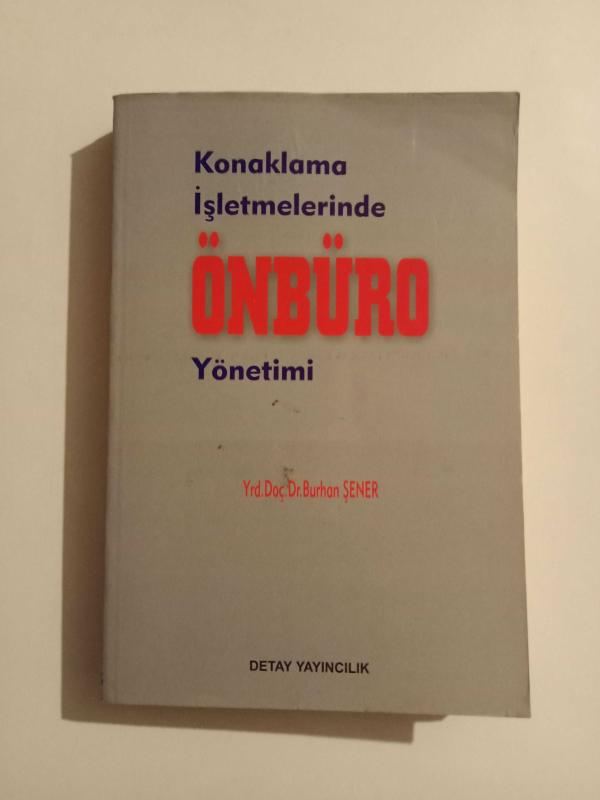 Konaklama
İşletmelerinde
ÖNBÜRO
Yönetimi
Yrd.Doç.Dr.Burhan ŞENER
DETAY YAYINCILIK